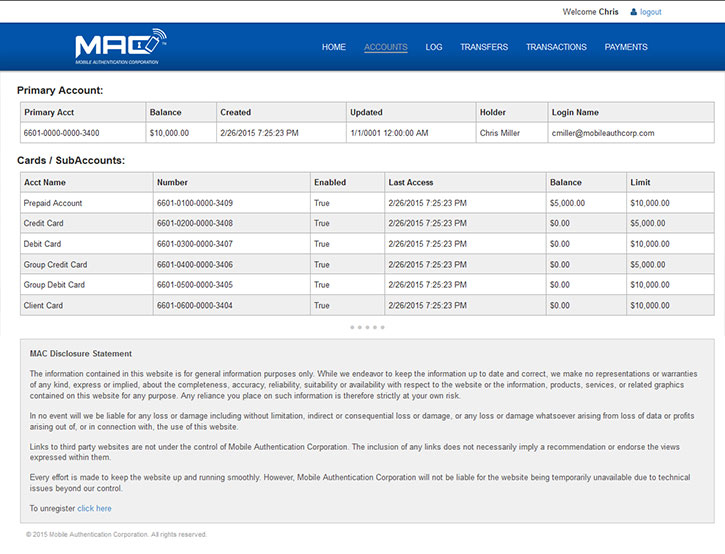 Welcome Chris logout
MAC ™
MOBILE AUTHENTICATION CORPORATION
HOME ACCOUNTS LOG TRANSFERS TRANSACTIONS PAYMENTS
Primary Account:
Primary Acct Balance Created Updated Holder Login Name
6601-0000-0000-3400 $10,000.00 2/26/2015 7:25:23 PM 1/1/0001 12:00:00 AM Chris Miller cmiller@mobileauthcorp.com
Cards / SubAccounts:
Acct Name Number Enabled Last Access Balance Limit
Prepaid Account 6601-0100-0000-3409 True 2/26/2015 7:25:23 PM $5,000.00 $10,000.00
Credit Card 6601-0200-0000-3408 True 2/26/2015 7:25:23 PM $0.00 $5,000.00
Debit Card 6601-0300-0000-3407 True 2/26/2015 7:25:23 PM $0.00 $10,000.00
Group Credit Card 6601-0400-0000-3406 True 2/26/2015 7:25:23 PM $0.00 $5,000.00
Group Debit Card 6601-0500-0000-3405 True 2/26/2015 7:25:23 PM $0.00 $10,000.00
Client Card 6601-0600-0000-3404 True 2/26/2015 7:25:23 PM $0.00 $10,000.00
MAC Disclosure Statement
The information contained in this website is for general information purposes only. While we endeavor to keep the information up to date and correct, we make no representations or warranties
of any kind, express or implied, about the completeness, accuracy, reliability, suitability or availability with respect to the website or the information, products, services, or related graphics
contained on this website for any purpose. Any reliance you place on such information is therefore strictly at your own risk.
In no event will we be liable for any loss or damage including without limitation, indirect or consequential loss or damage, or any loss or damage whatsoever arising from loss of data or profits
arising out of, or in connection with, the use of this website.
Links to third party websites are not under the control of Mobile Authentication Corporation. The inclusion of any links does not necessarily imply a recommendation or endorse the views
expressed within them.
Every effort is made to keep the website up and running smoothly. However, Mobile Authentication Corporation will not be liable for the website being temporarily unavailable due to technical
issues beyond our control.
To unregister click here
© 2015 Mobile Authentication Corporation. All rights reserved.